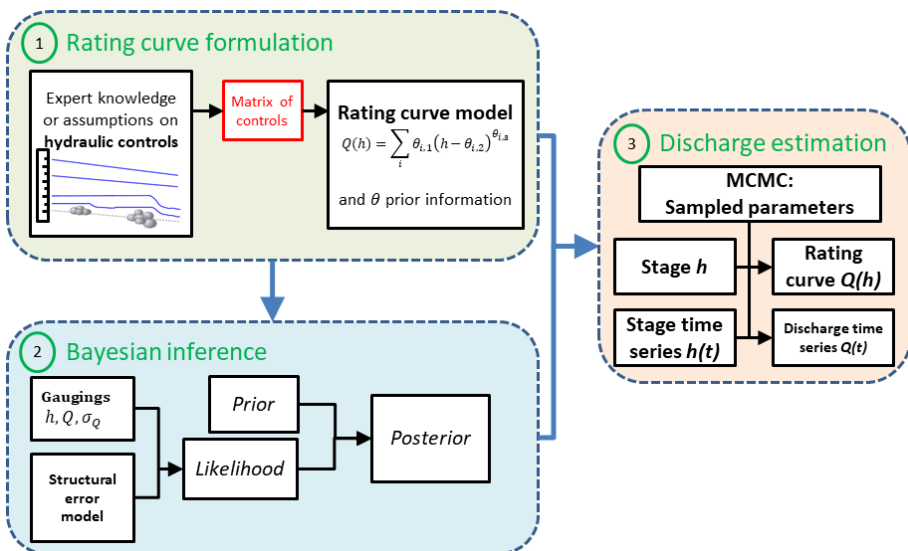 1 Rating curve formulation
Expert knowledge
or assumptions on
hydraulic controls
Matrix of
controls
Rating curve model
Q(h) = ∑ᵢ θᵢ,₁(h − θᵢ,₂)^θᵢ,₃
and θ prior information
2 Bayesian inference
Gaugings
h, Q, σ_Q
Structural
error
model
Prior
Likelihood
Posterior
3 Discharge estimation
MCMC:
Sampled parameters
Stage h
Rating
curve Q(h)
Stage time
series h(t)
Discharge time
series Q(t)